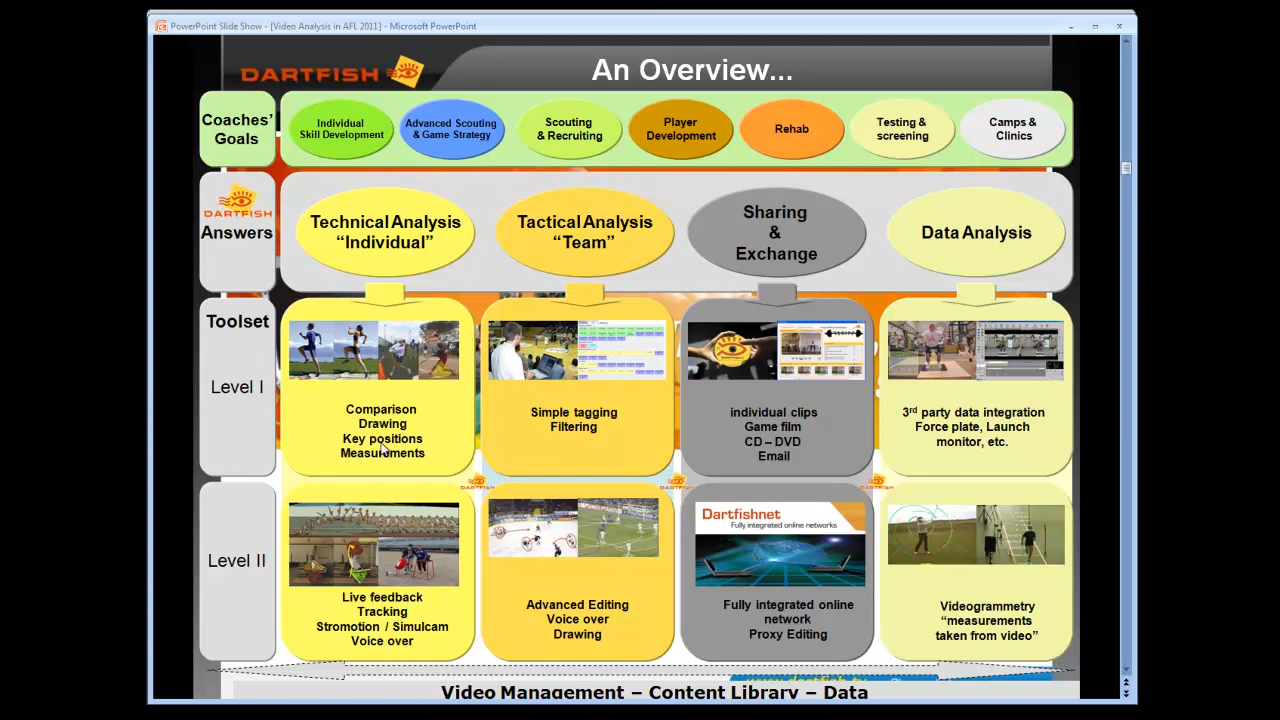 PowerPoint Slide Show - [Video Analysis in AFL 2011] - Microsoft PowerPoint
DARTFISH
An Overview...
Coaches'
Goals
Individual
Skill Development
Advanced Scouting
& Game Strategy
Scouting
& Recruiting
Player
Development
Rehab
Testing &
screening
Camps &
Clinics
DARTFISH
Answers
Technical Analysis
“Individual”
Tactical Analysis
“Team”
Sharing
&
Exchange
Data Analysis
Toolset
Level I
Comparison
Drawing
Key positions
Measurements
Simple tagging
Filtering
individual clips
Game film
CD – DVD
Email
3rd party data integration
Force plate, Launch
monitor, etc.
DARTFISH
DARTFISH
DARTFISH
Level II
Live feedback
Tracking
Stromotion / Simulcam
Voice over
Advanced Editing
Voice over
Drawing
Dartfishnet
Fully integrated online networks
Fully integrated online
network
Proxy Editing
Videogrammetry
“measurements
taken from video”
Video Management – Content Library – Data